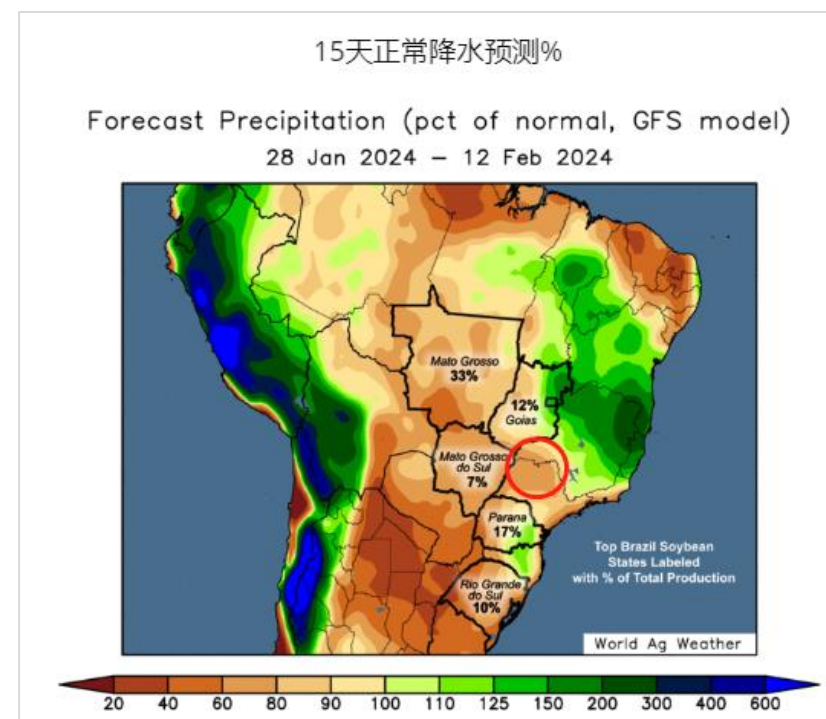 15天正常降水预测%
Forecast Precipitation (pct of normal, GFS model)
28 Jan 2024 – 12 Feb 2024
Mato Grosso
33%
12%
Goias
Mato Grosso
do Sul
7%
Parana
17%
Top Brazil Soybean
States Labeled
with % of Total Production
Rio Grande
do Sul
10%
World Ag Weather
20 40 60 80 90 100 110 125 150 200 300 400 600